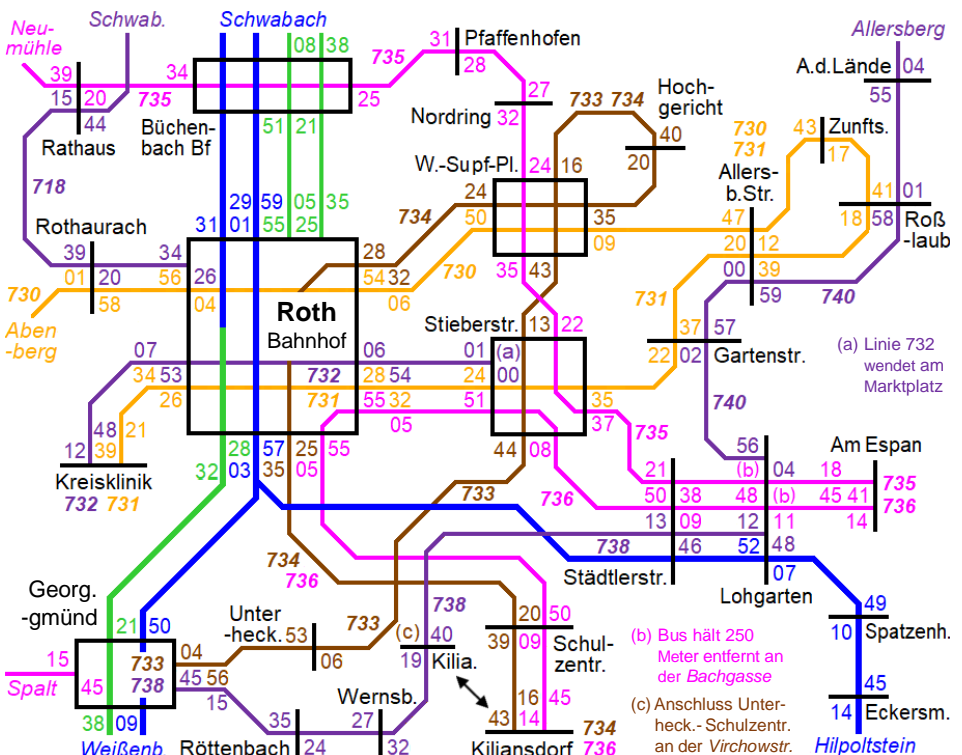 Neu-
mühle
Schwab.
Schwabach
08 38
31 Pfaffenhofen
28
Allersberg
39 34 735
15 20 735 25
44
Rathaus
Büchen-
bach Bf
51 21
27
Nordring 32
733 734
Hoch-
gericht
40
20
A.d.Lände
04
55
730
731
43 Zunfts.
17
718
W.-Supf-Pl. 24 16
Allers-
b.Str.
41 01
18 58 Roß
-laub
29 59 05 35
31 01 55 25
24 734
50 35
09
47
20 12
00 39
59
Rothaurach
39 34 26 28
01 20 56 04 54 32
58 06
730
730
Aben
-berg
35 43
731
740
Roth
Bahnhof
Stieberstr. 13 22
37 57
22 02 Gartenstr.
(a) Linie 732
wendet am
Marktplatz
07 06 01 (a)
34 53 732 28 54 24 00
26 731 55 32 51 35
05 37
740
12 48 21
39
Kreisklinik
732 731
28 57 25 55
32 03 35 05
44 08
735
56
Am Espan
21 (b) 04 18 735
50 38 48 (b) 45 41 736
13 09 12 11 14
46 52 48
07
733
736
738
Städtlerstr.
Lohgarten
734
736
Georg.
-gmünd
21 50
Unter
-heck. 53
06
733
738
(c) 40
19 Kilia.
20 50
39 09 Schul-
zentr.
49
10 Spatzenh.
15
Spalt
45
733
738
04
45 56
15
38 09
Weißenb.
35
Röttenbach 24
Wernsb.
27
32
16 45
43 14 734
Kiliansdorf 736
(b) Bus hält 250
Meter entfernt an
der Bachgasse
(c) Anschluss Unter-
heck.- Schulzentr.
an der Virchowstr.
45
14 Eckersm.
Hilpoltstein